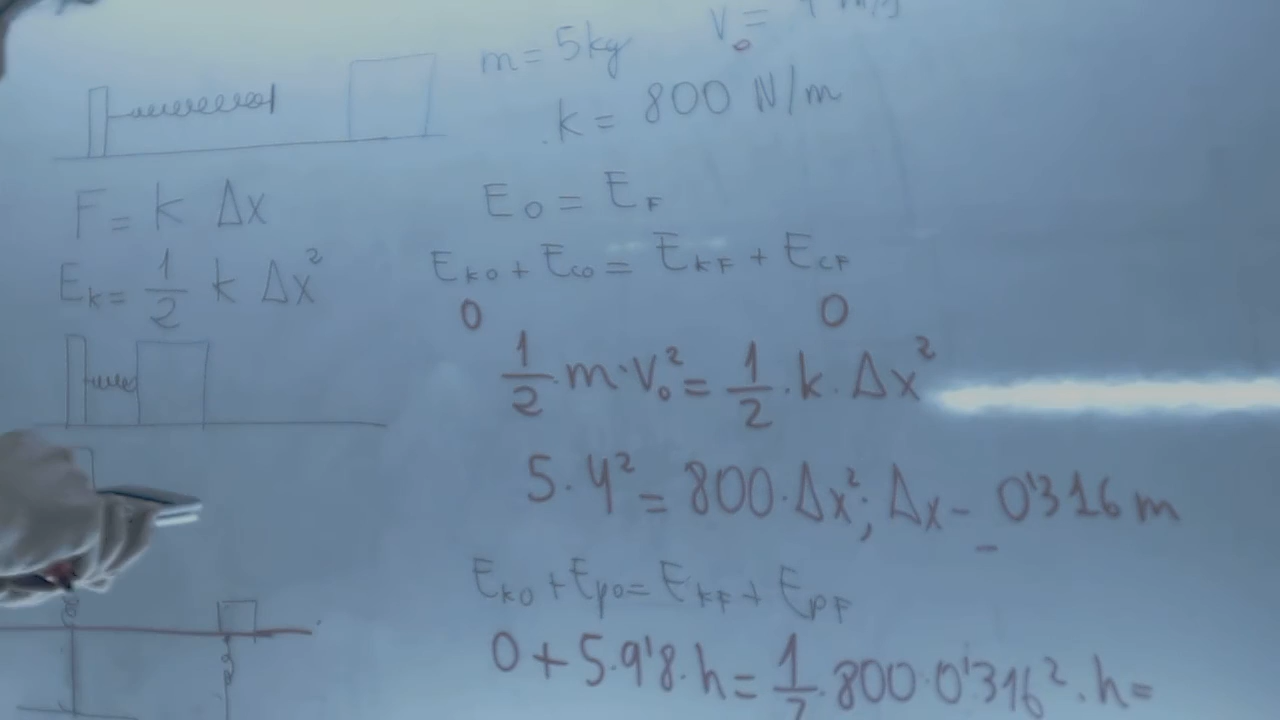 m = 5kg V₀ =
k = 800 N/m
F = k Δx
E₀ = E_F
E_k = 1/2 k Δx²
E_k0 + E_c0 = E_kF + E_cF
0 0
1/2 · m · V₀² = 1/2 · k · Δx²
5 · 4² = 800 · Δx²; Δx - 0'316 m
E_k0 + E_p0 = E_kF + E_pF
0 + 5 · 9'8 · h = 1/2 · 800 · 0'316² · h =